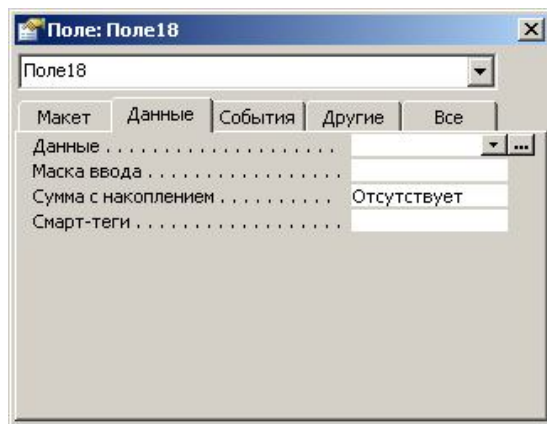 Поле: Поле18
Поле18
Макет Данные События Другие Все
Данные . . . . . . . . . . . . . . . . . . . . .
Маска ввода . . . . . . . . . . . . . . . . .
Сумма с накоплением . . . . . . . . . . Отсутствует
Смарт-теги . . . . . . . . . . . . . . . . . .